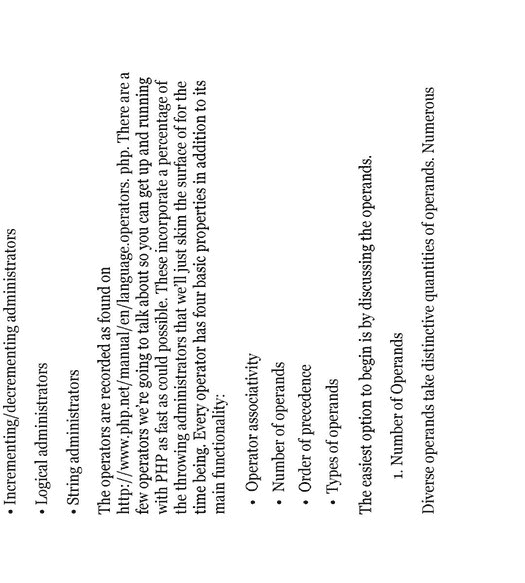 • Incrementing/decrementing administrators
• Logical administrators
• String administrators
The operators are recorded as found on
http://www.php.net/manual/en/language.operators. php. There are a
few operators we're going to talk about so you can get up and running
with PHP as fast as could possible. These incorporate a percentage of
the throwing administrators that we'll just skim the surface of for the
time being. Every operator has four basic properties in addition to its
main functionality:
• Operator associativity
• Number of operands
• Order of precedence
• Types of operands
The easiest option to begin is by discussing the operands.
1. Number of Operands
Diverse operands take distinctive quantities of operands. Numerous